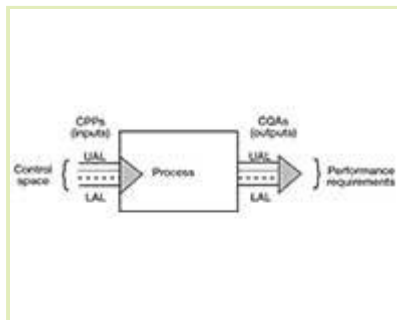 CPPs
(inputs)
CQAs
(outputs)
UAL
UAL
Control
space
Process
Performance
requirements
LAL
LAL